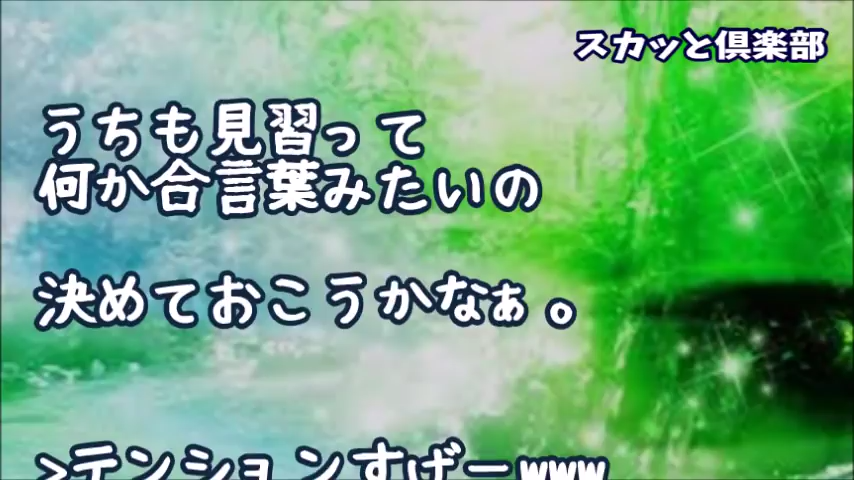 スカッと倶楽部
うちも見習って
何か合言葉みたいの
決めておこうかなぁ。
>テンションすげーwww